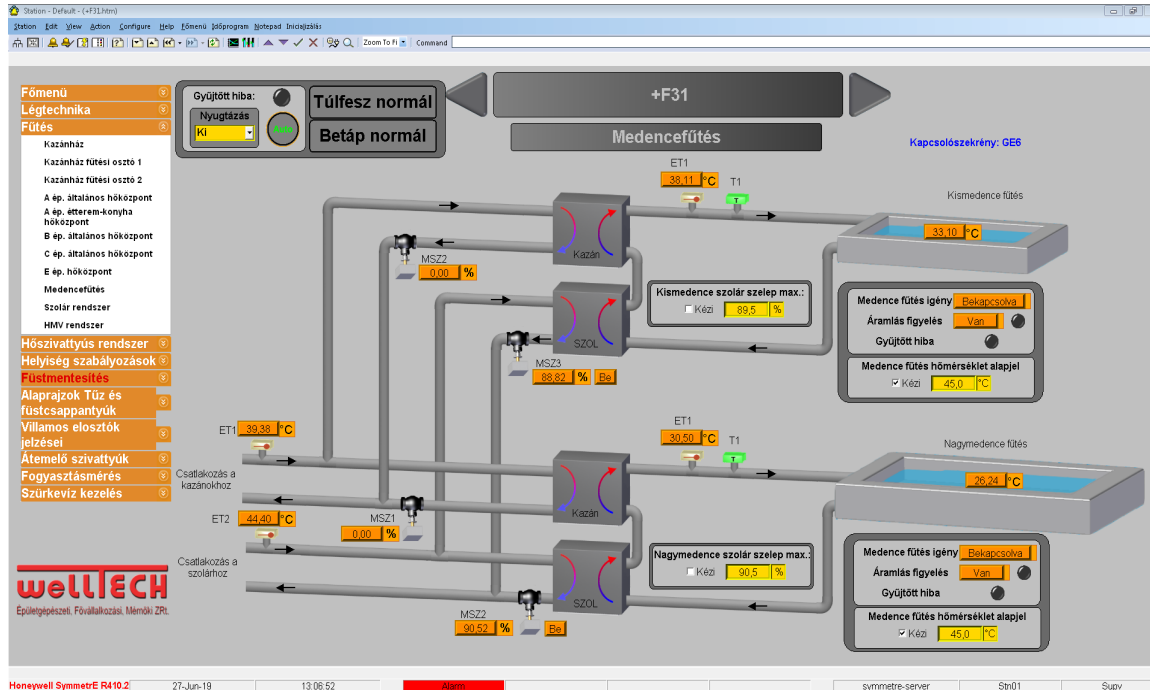 Station - Default - (+F31.htm)
Station Edit View Action Configure Help Főmenü Időprogram Notepad Inicializálás
Zoom To Fi Command
Főmenü
Légtechnika
Fűtés
Kazánház
Kazánház fűtési osztó 1
Kazánház fűtési osztó 2
A ép. általános hőközpont
A ép. étterem-konyha
hőközpont
B ép. általános hőközpont
C ép. általános hőközpont
E ép. hőközpont
Medencefűtés
Szolár rendszer
HMV rendszer
Hőszivattyús rendszer
Helyiség szabályozások
Füstmentesítés
Alaprajzok Tűz és
füstcsappantyúk
Villamos elosztók
jelzései
Átemelő szivattyúk
Fogyasztásmérés
Szürkevíz kezelés
Gyűjtött hiba:
Nyugtázás
Ki
Auto
Túlfesz normál
Betáp normál
+F31
Medencefűtés
Kapcsolószekrény: GE6
ET1
38,11 °C
T1
Kismedence fűtés
33,10 °C
Kazán
MSZ2
0,00 %
SZOL
MSZ3
88,82 % Be
Kismedence szolár szelep max.:
Kézi 89,5 %
Medence fűtés igény Bekapcsolva
Áramlás figyelés Van
Gyűjtött hiba
Medence fűtés hőmérséklet alapjel
Kézi 45,0 °C
ET1 39,38 °C
Csatlakozás a
kazánokhoz
ET2 44,40 °C
Csatlakozás a
szolárhoz
MSZ1
0,00 %
ET1
30,50 °C
T1
Nagymedence fűtés
26,24 °C
Kazán
SZOL
MSZ2
90,52 % Be
Nagymedence szolár szelep max.:
Kézi 90,5 %
Medence fűtés igény Bekapcsolva
Áramlás figyelés Van
Gyűjtött hiba
Medence fűtés hőmérséklet alapjel
Kézi 45,0 °C
wellTECH
Épületgépészeti, Fővállalkozási, Mérnöki ZRt.
Honeywell SymmetrE R410.2 27-Jun-19 13:06:52 Alarm symmetre-server Stn01 Supv